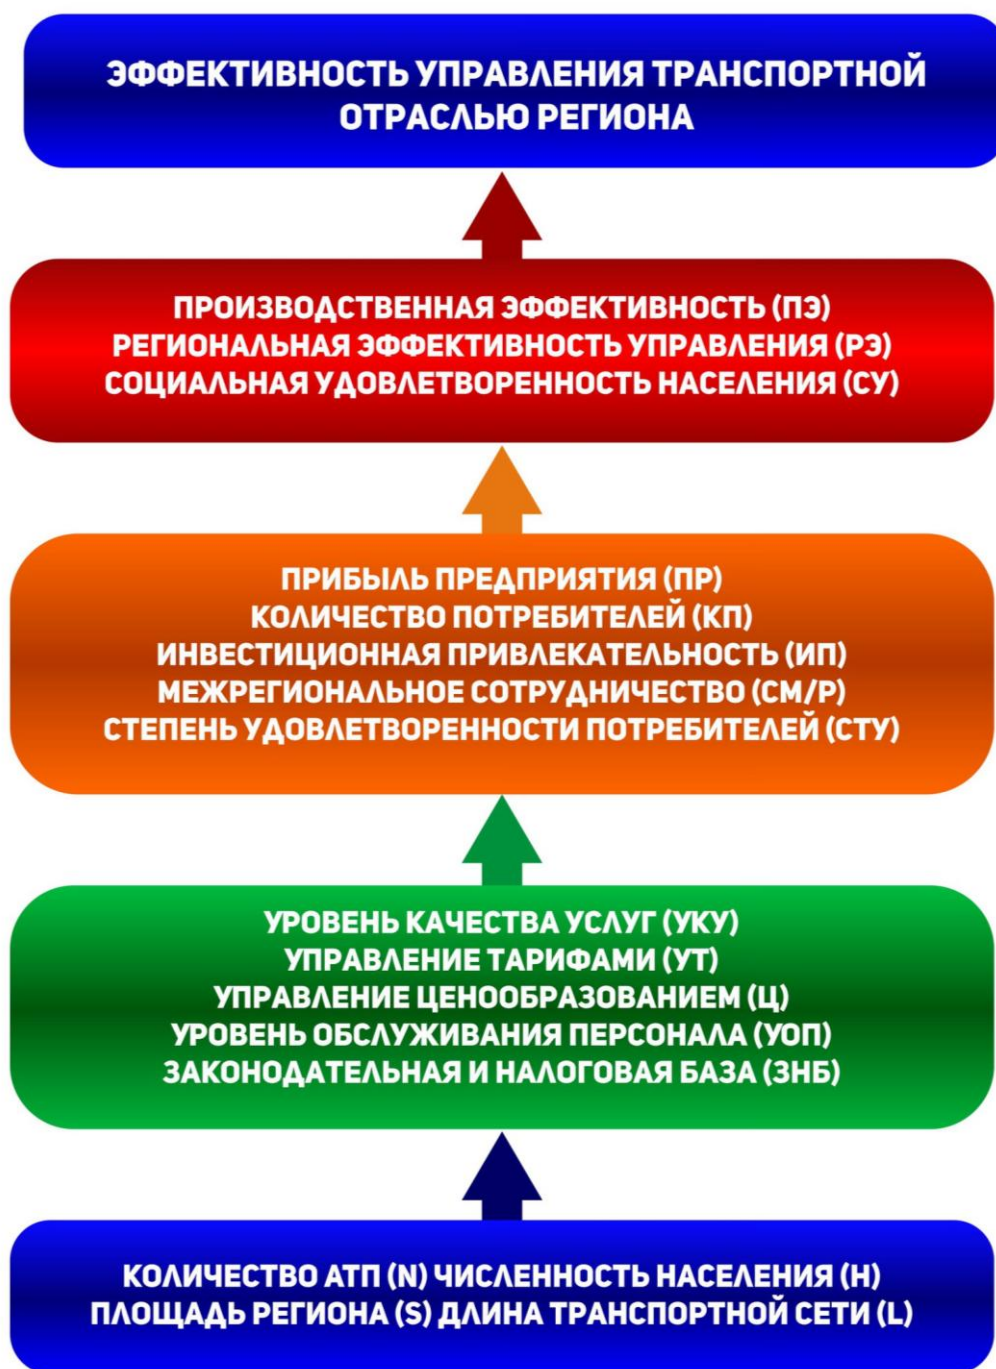 ЭФФЕКТИВНОСТЬ УПРАВЛЕНИЯ ТРАНСПОРТНОЙ
ОТРАСЛЬЮ РЕГИОНА
ПРОИЗВОДСТВЕННАЯ ЭФФЕКТИВНОСТЬ (ПЭ)
РЕГИОНАЛЬНАЯ ЭФФЕКТИВНОСТЬ УПРАВЛЕНИЯ (РЭ)
СОЦИАЛЬНАЯ УДОВЛЕТВОРЕННОСТЬ НАСЕЛЕНИЯ (СУ)
ПРИБЫЛЬ ПРЕДПРИЯТИЯ (ПР)
КОЛИЧЕСТВО ПОТРЕБИТЕЛЕЙ (КП)
ИНВЕСТИЦИОННАЯ ПРИВЛЕКАТЕЛЬНОСТЬ (ИП)
МЕЖРЕГИОНАЛЬНОЕ СОТРУДНИЧЕСТВО (СМ/Р)
СТЕПЕНЬ УДОВЛЕТВОРЕННОСТИ ПОТРЕБИТЕЛЕЙ (СТУ)
УРОВЕНЬ КАЧЕСТВА УСЛУГ (УКУ)
УПРАВЛЕНИЕ ТАРИФАМИ (УТ)
УПРАВЛЕНИЕ ЦЕНООБРАЗОВАНИЕМ (Ц)
УРОВЕНЬ ОБСЛУЖИВАНИЯ ПЕРСОНАЛА (УОП)
ЗАКОНОДАТЕЛЬНАЯ И НАЛОГОВАЯ БАЗА (ЗНБ)
КОЛИЧЕСТВО АТП (N) ЧИСЛЕННОСТЬ НАСЕЛЕНИЯ (Н)
ПЛОЩАДЬ РЕГИОНА (S) ДЛИНА ТРАНСПОРТНОЙ СЕТИ (L)